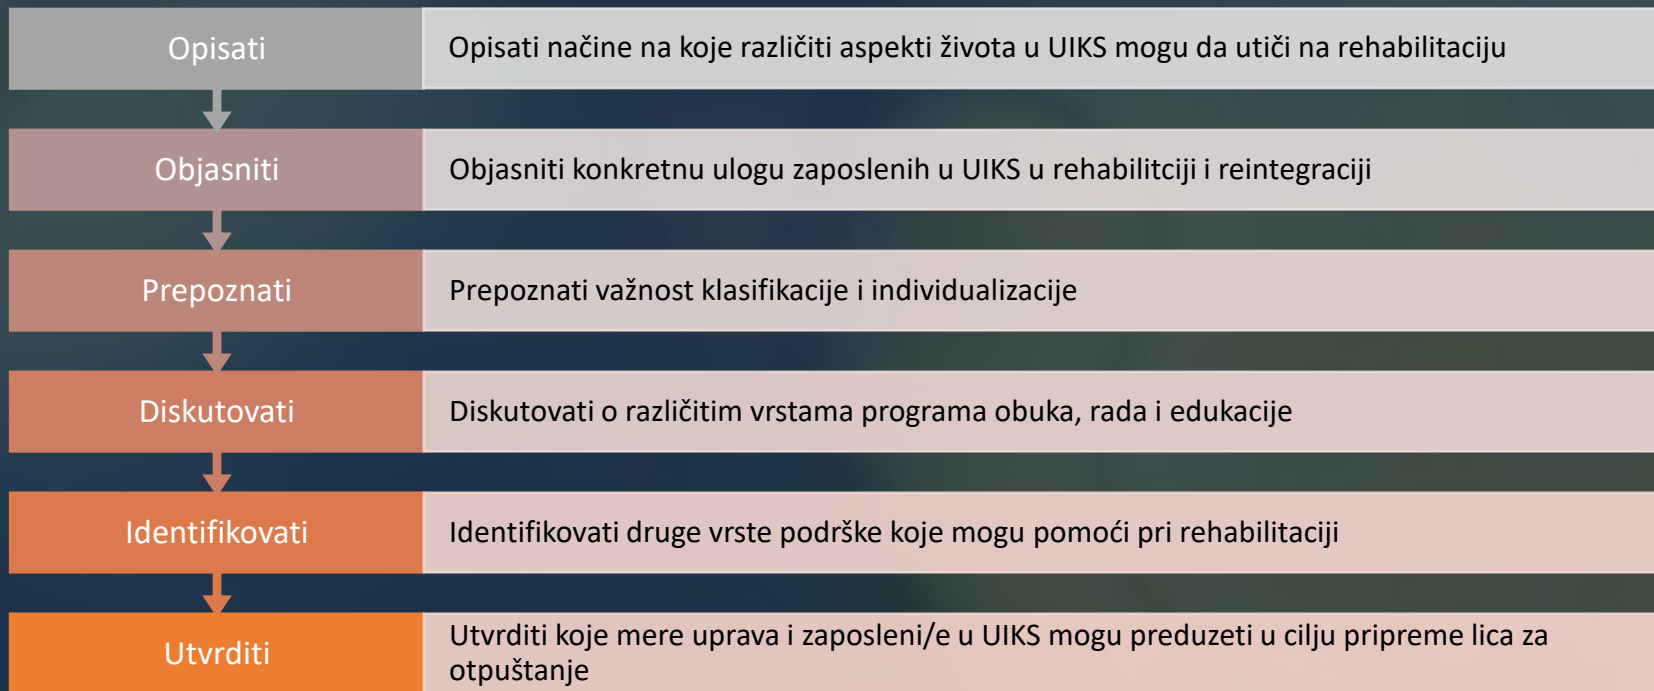 Opisati
Opisati načine na koje različiti aspekti života u UIKS mogu da utiči na rehabilitaciju
Objasniti
Objasniti konkretnu ulogu zaposlenih u UIKS u rehabilitciji i reintegraciji
Prepoznati
Prepoznati važnost klasifikacije i individualizacije
Diskutovati
Diskutovati o različitim vrstama programa obuka, rada i edukacije
Identifikovati
Identifikovati druge vrste podrške koje mogu pomoći pri rehabilitaciji
Utvrditi
Utvrditi koje mere uprava i zaposleni/e u UIKS mogu preduzeti u cilju pripreme lica za
otpuštanje